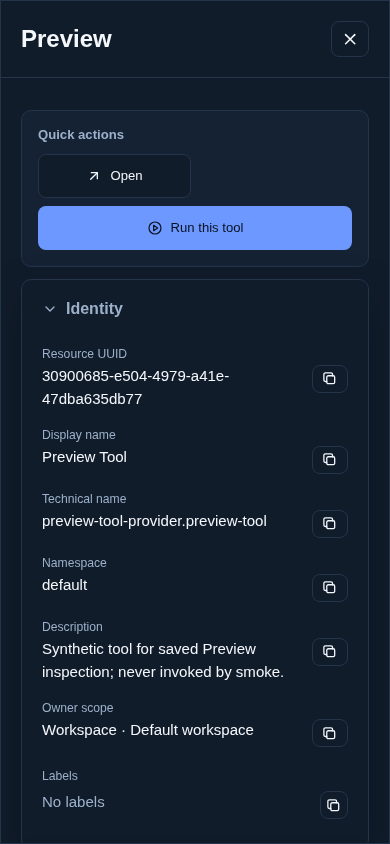 Preview
Quick actions
Open
Run this tool
Identity
Resource UUID
30900685-e504-4979-a41e-
47dba635db77
Display name
Preview Tool
Technical name
preview-tool-provider.preview-tool
Namespace
default
Description
Synthetic tool for saved Preview
inspection; never invoked by smoke.
Owner scope
Workspace · Default workspace
Labels
No labels